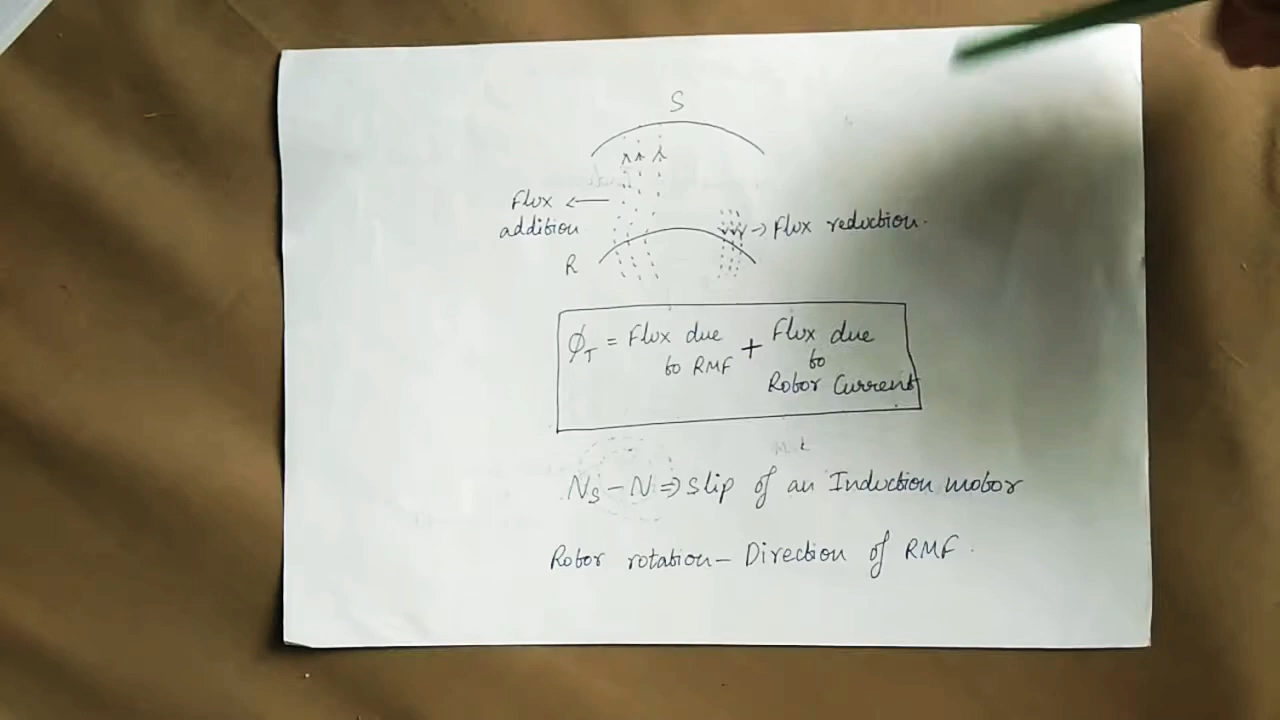 S
Flux ←
addition
→ Flux reduction.
R
ϕT = Flux due to RMF + Flux due to Rotor Current
Ns - N ⇒ slip of an Induction motor
Rotor rotation - Direction of RMF.